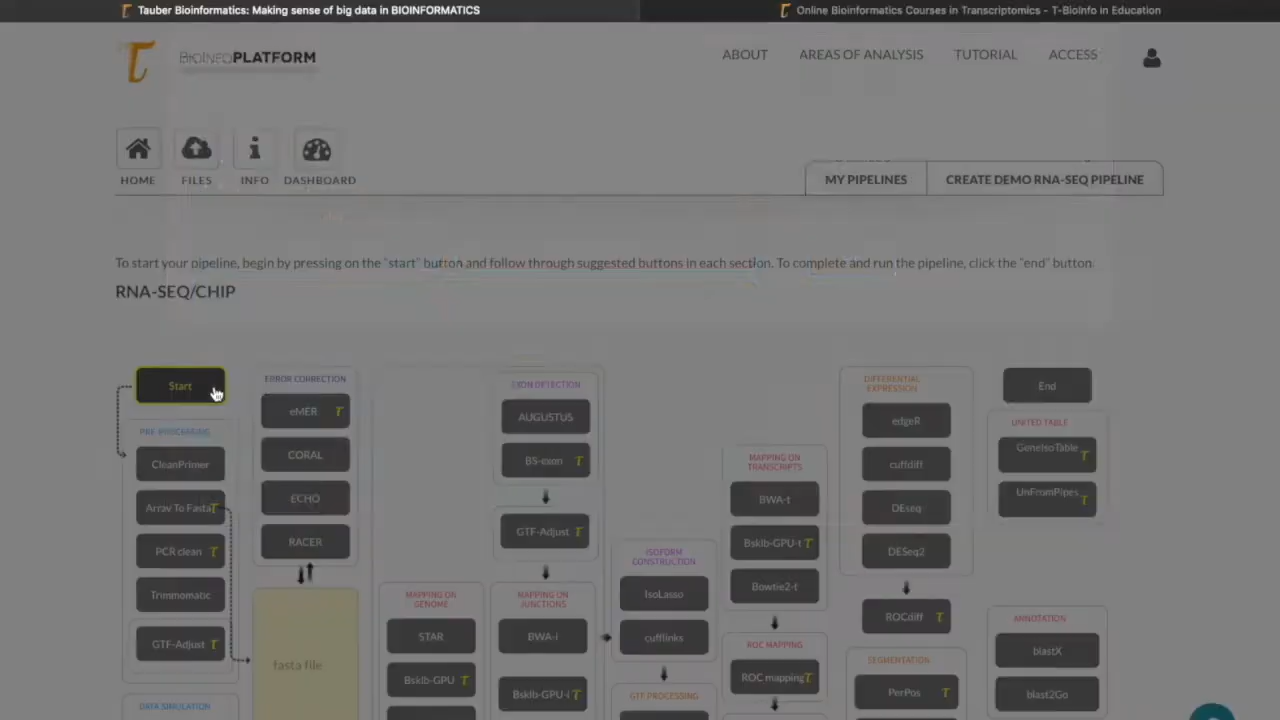 Tauber Bioinformatics: Making sense of big data in BIOINFORMATICS
Online Bioinformatics Courses in Transcriptomics - T-BioInfo in Education
BIOINFOPLATFORM
ABOUT
AREAS OF ANALYSIS
TUTORIAL
ACCESS
HOME
FILES
INFO
DASHBOARD
MY PIPELINES
CREATE DEMO RNA-SEQ PIPELINE
To start your pipeline, begin by pressing on the "start" button and follow through suggested buttons in each section. To complete and run the pipeline, click the "end" button.
RNA-SEQ/CHIP
Start
PRE-PROCESSING
CleanPrimer
Array To Fasta T
PCR clean T
Trimmomatic
GTF-Adjust T
DATA SIMULATION
ERROR CORRECTION
eMER T
CORAL
ECHO
RACER
fasta file
MAPPING ON
GENOME
STAR
Bsklb-GPU T
EXON DETECTION
AUGUSTUS
BS-exon T
GTF-Adjust T
MAPPING ON
JUNCTIONS
BWA-j
Bsklb-GPU-j T
ISOFORM
CONSTRUCTION
IsoLasso
cufflinks
GTF PROCESSING
MAPPING ON
TRANSCRIPTS
BWA-t
Bsklb-GPU-t T
Bowtie2-t
ROC MAPPING
ROC mapping T
DIFFERENTIAL
EXPRESSION
edgeR
cuffdiff
DEseq
DESeq2
ROCdiff T
SEGMENTATION
PerPos T
End
UNITED TABLE
GeneIsoTable T
UnFromPipes T
ANNOTATION
blastX
blast2Go